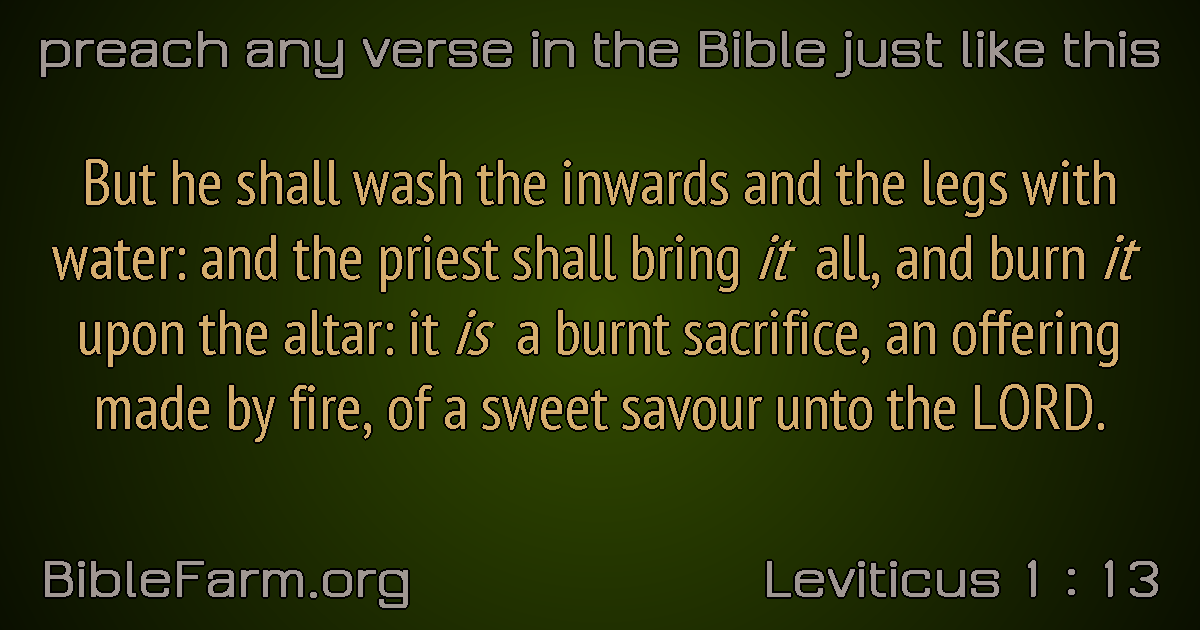 preach any verse in the Bible just like this
But he shall wash the inwards and the legs with
water: and the priest shall bring it all, and burn it
upon the altar: it is a burnt sacrifice, an offering
made by fire, of a sweet savour unto the LORD.
BibleFarm.org
Leviticus 1 : 13